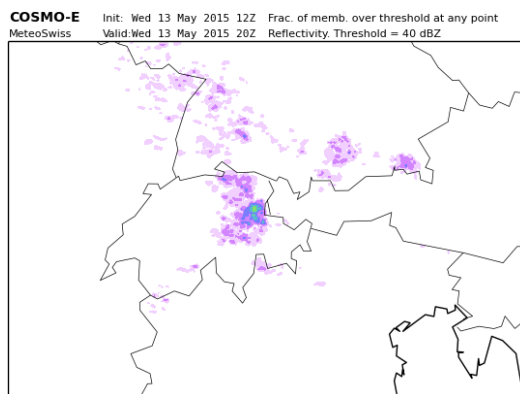 COSMO-E Init: Wed 13 May 2015 12Z Frac. of memb. over threshold at any point
MeteoSwiss Valid:Wed 13 May 2015 20Z Reflectivity. Threshold = 40 dBZ